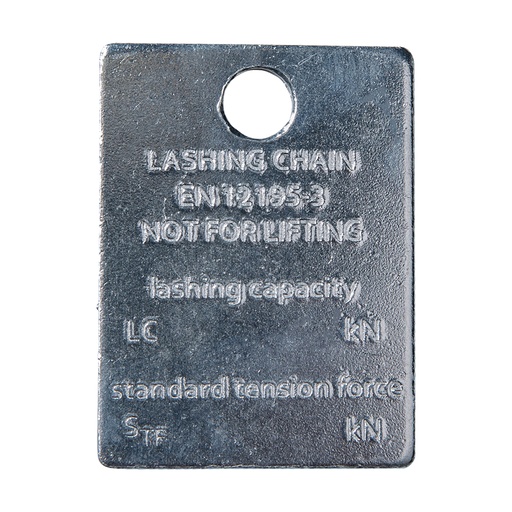 LASHING CHAIN
EN 12195-3
NOT FOR LIFTING
lashing capacity
LC kN
standard tension force
STF kN